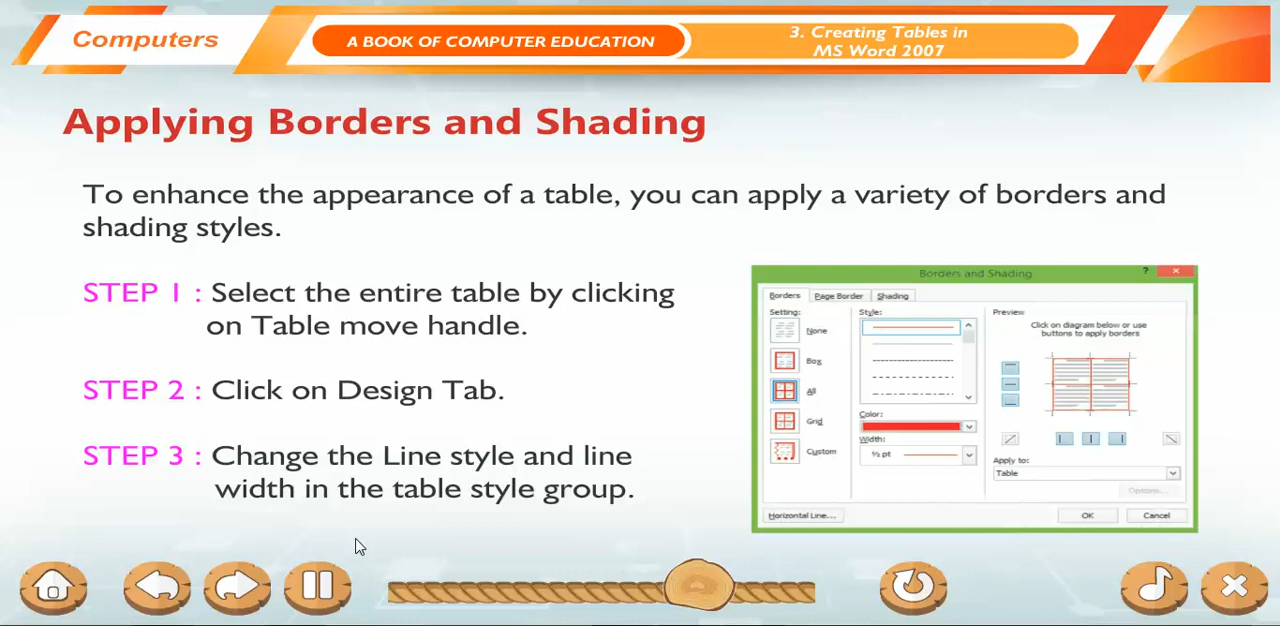 Computers
A BOOK OF COMPUTER EDUCATION
3. Creating Tables in
MS Word 2007
Applying Borders and Shading
To enhance the appearance of a table, you can apply a variety of borders and
shading styles.
STEP 1 : Select the entire table by clicking
on Table move handle.
STEP 2 : Click on Design Tab.
STEP 3 : Change the Line style and line
width in the table style group.
Borders and Shading
?
Borders Page Border Shading
Setting:
None
Box
All
Grid
Custom
Style:
Color:
Width:
½ pt
Preview
Click on diagram below or use
buttons to apply borders
Apply to:
Table
Options...
Horizontal Line...
OK
Cancel